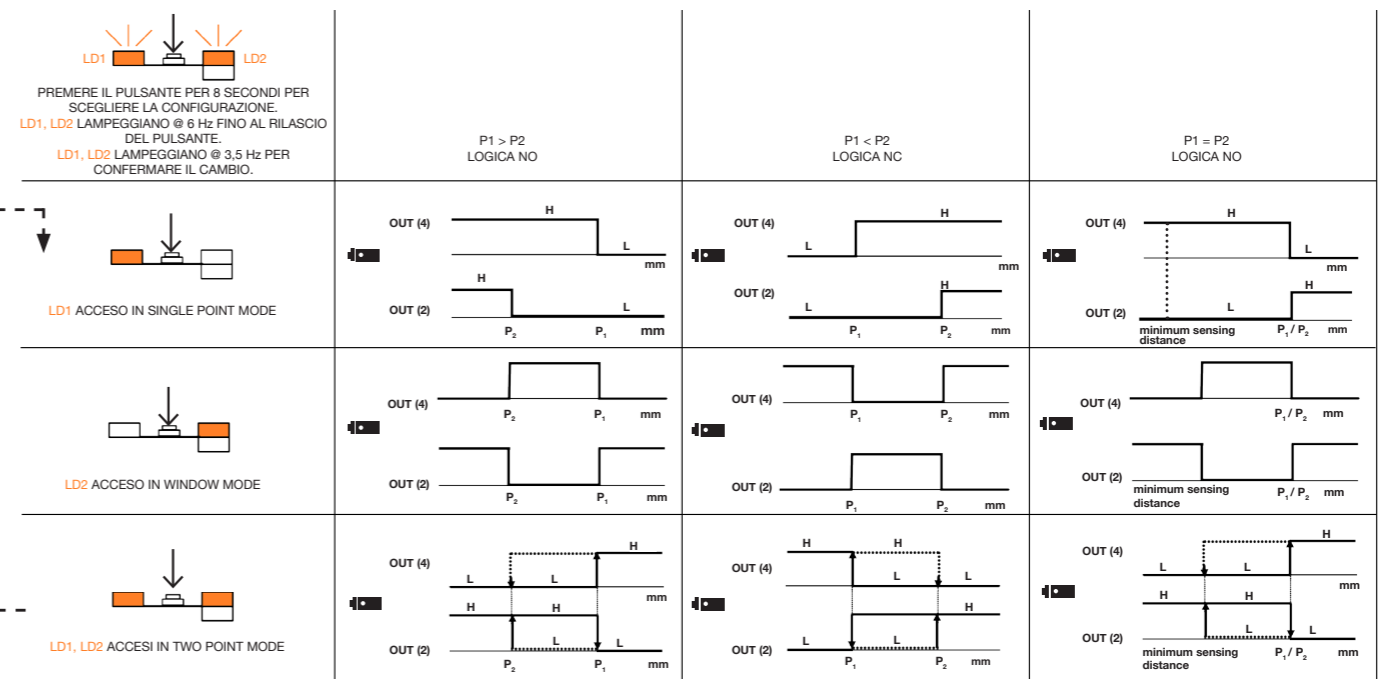 LD1 LD2
PREMERE IL PULSANTE PER 8 SECONDI PER
SCEGLIERE LA CONFIGURAZIONE.
LD1, LD2 LAMPEGGIANO @ 6 Hz FINO AL RILASCIO
DEL PULSANTE.
LD1, LD2 LAMPEGGIANO @ 3,5 Hz PER
CONFERMARE IL CAMBIO.
P1 > P2
LOGICA NO
P1 < P2
LOGICA NC
P1 = P2
LOGICA NO
LD1 ACCESO IN SINGLE POINT MODE
OUT (4) H L mm
OUT (2) H L
P2 P1 mm
OUT (4) L H mm
OUT (2) L H
P1 P2 mm
OUT (4) H L mm
OUT (2) L H
minimum sensing P1 / P2 mm
distance
LD2 ACCESO IN WINDOW MODE
OUT (4) P2 P1 mm
OUT (2) P2 P1 mm
OUT (4) P1 P2 mm
OUT (2) P1 P2 mm
OUT (4) P1 / P2 mm
OUT (2) minimum sensing P1 / P2 mm
distance
LD1, LD2 ACCESI IN TWO POINT MODE
OUT (4) L L H mm
H H
OUT (2) L L
P2 P1 mm
OUT (4) H H L L
H
OUT (2) L L
P1 P2 mm
OUT (4) L L H mm
H H
OUT (2) L L
minimum sensing P1 / P2 mm
distance